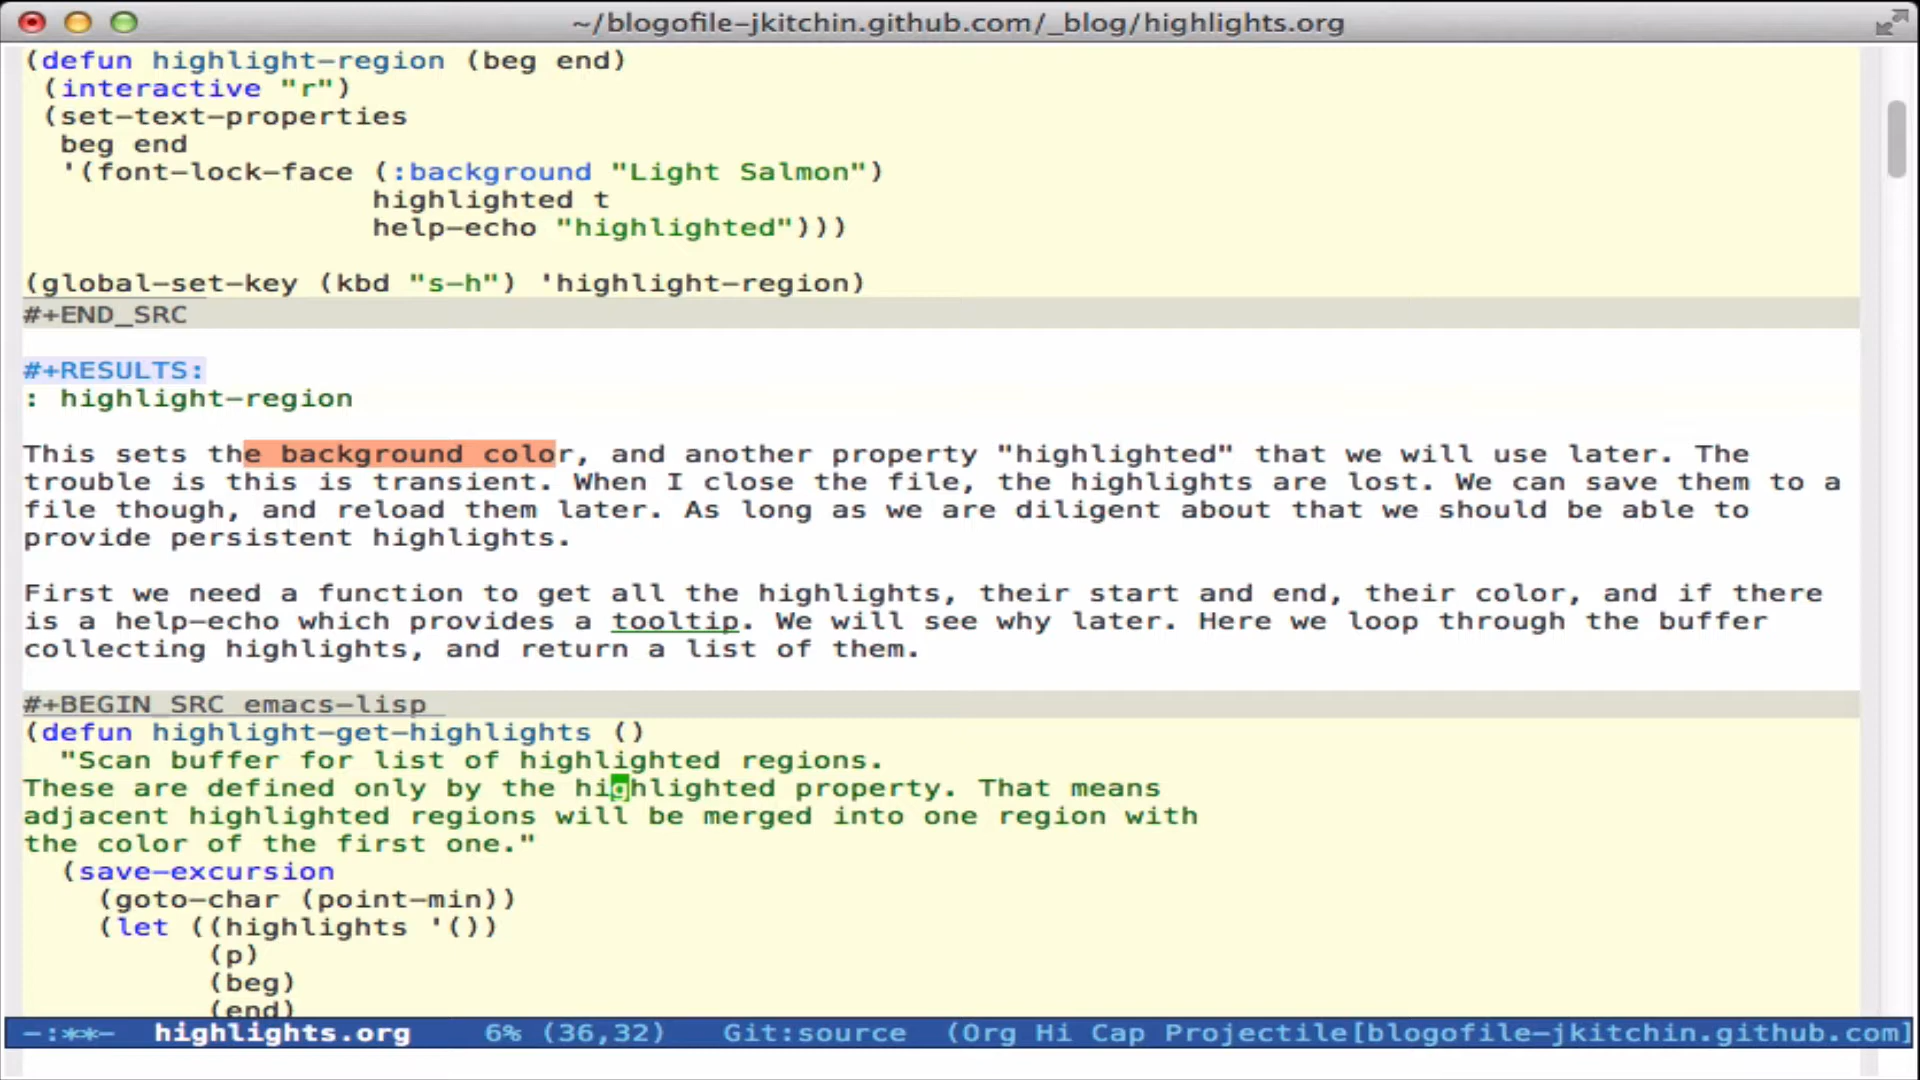 ~/blogofile-jkitchin.github.com/_blog/highlights.org
(defun highlight-region (beg end)
 (interactive "r")
 (set-text-properties
  beg end
  '(font-lock-face (:background "Light Salmon")
                   highlighted t
                   help-echo "highlighted")))
(global-set-key (kbd "s-h") 'highlight-region)
#+END_SRC
#+RESULTS:
: highlight-region
This sets the background color, and another property "highlighted" that we will use later. The
trouble is this is transient. When I close the file, the highlights are lost. We can save them to a
file though, and reload them later. As long as we are diligent about that we should be able to
provide persistent highlights.
First we need a function to get all the highlights, their start and end, their color, and if there
is a help-echo which provides a tooltip. We will see why later. Here we loop through the buffer
collecting highlights, and return a list of them.
#+BEGIN_SRC emacs-lisp
(defun highlight-get-highlights ()
  "Scan buffer for list of highlighted regions.
These are defined only by the highlighted property. That means
adjacent highlighted regions will be merged into one region with
the color of the first one."
  (save-excursion
    (goto-char (point-min))
    (let ((highlights '())
          (p)
          (beg)
          (end)
-:**-  highlights.org    6% (36,32)   Git:source  (Org Hi Cap Projectile[blogofile-jkitchin.github.com]